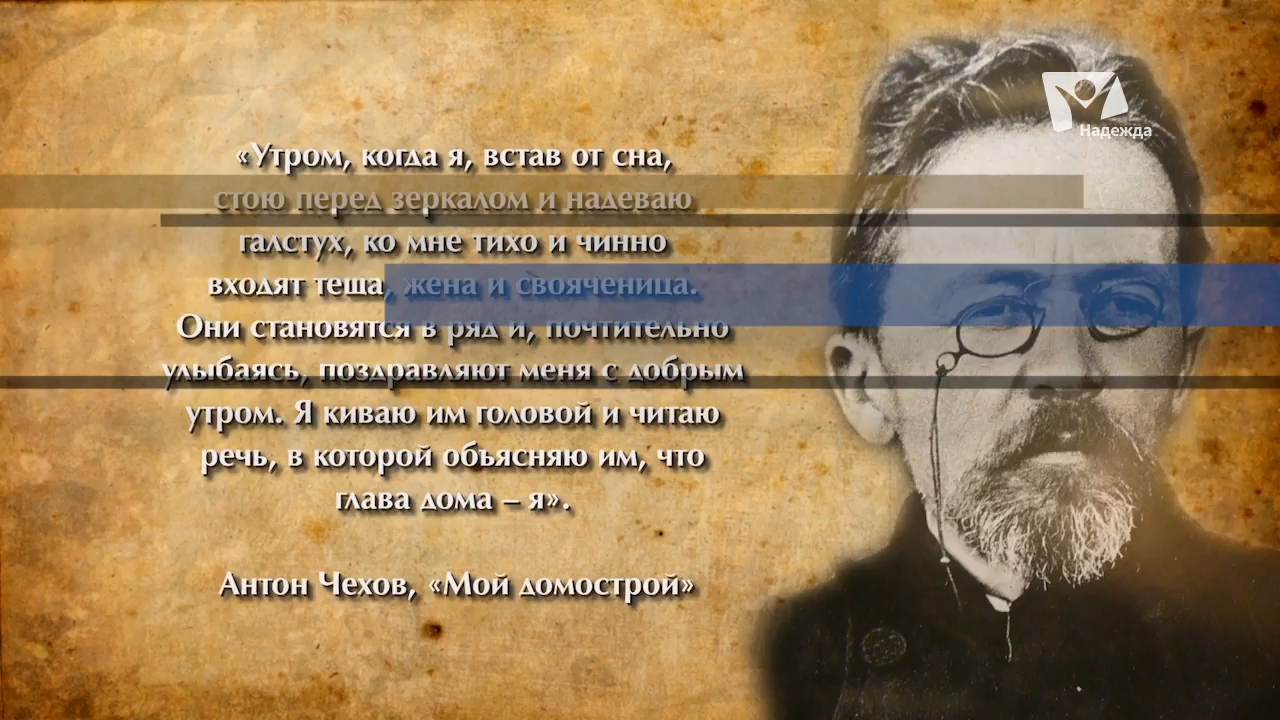 Надежда
«Утром, когда я, встав от сна,
стою перед зеркалом и надеваю
галстух, ко мне тихо и чинно
входят теща, жена и свояченица.
Они становятся в ряд и, почтительно
улыбаясь, поздравляют меня с добрым
утром. Я киваю им головой и читаю
речь, в которой объясняю им, что
глава дома – я».
Антон Чехов, «Мой домострой»